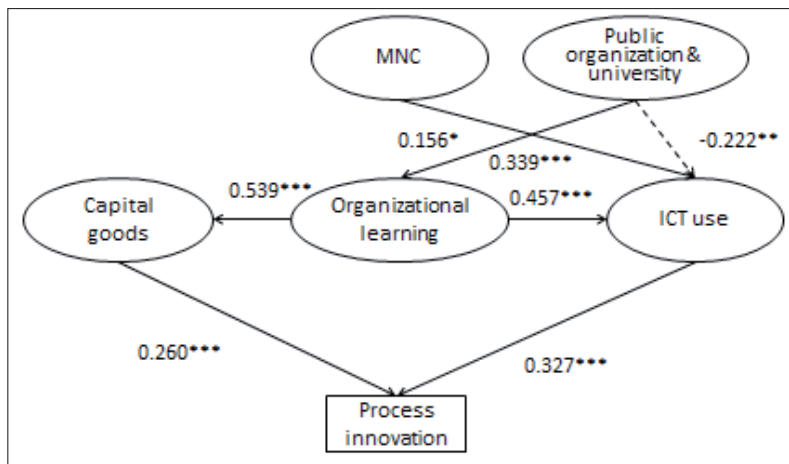 MNC
Public
organization &
university
0.156*
0.339***
-0.222**
Capital
goods
0.539***
Organizational
learning
0.457***
ICT use
0.260***
0.327***
Process
innovation